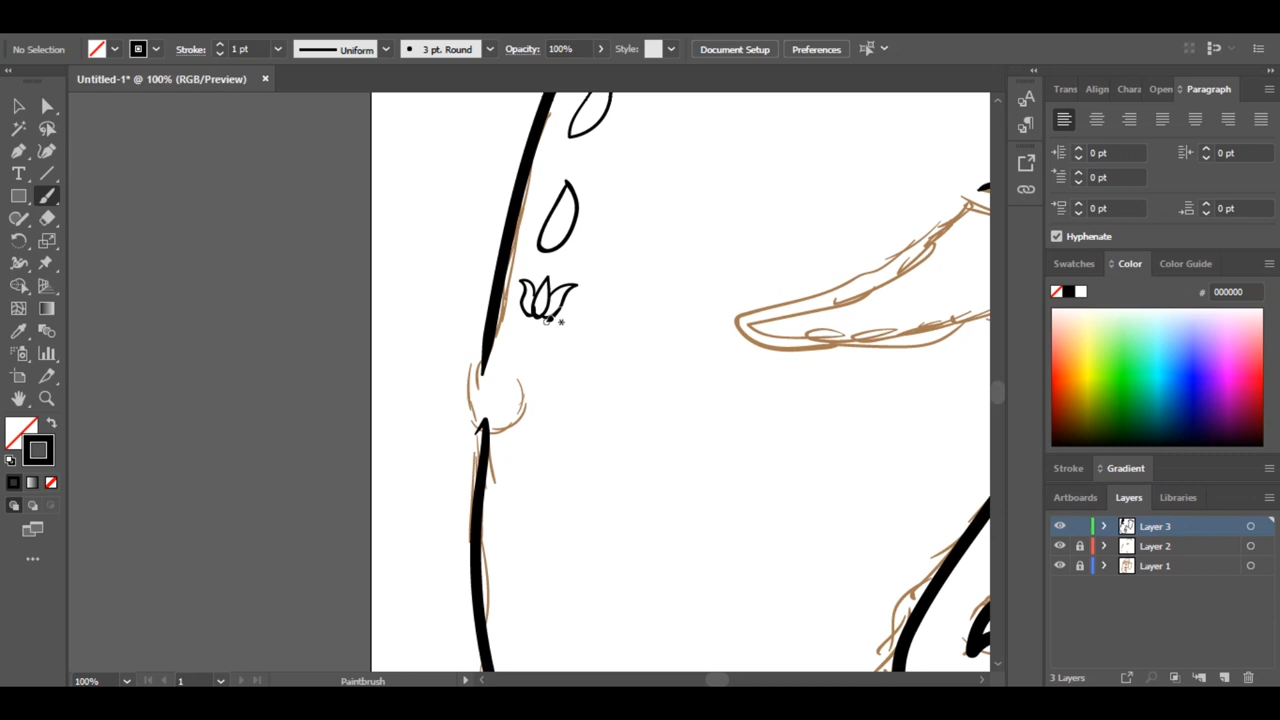 No Selection Stroke: 1 pt Uniform 3 pt. Round Opacity: 100% Style: Document Setup Preferences
Untitled-1* @ 100% (RGB/Preview) ×
Trans Align Chara Open Paragraph
0 pt 0 pt
0 pt
0 pt 0 pt
Hyphenate
Swatches Color Color Guide
# 000000
Stroke Gradient
Artboards Layers Libraries
Layer 3
Layer 2
Layer 1
100% 1 Paintbrush 3 Layers